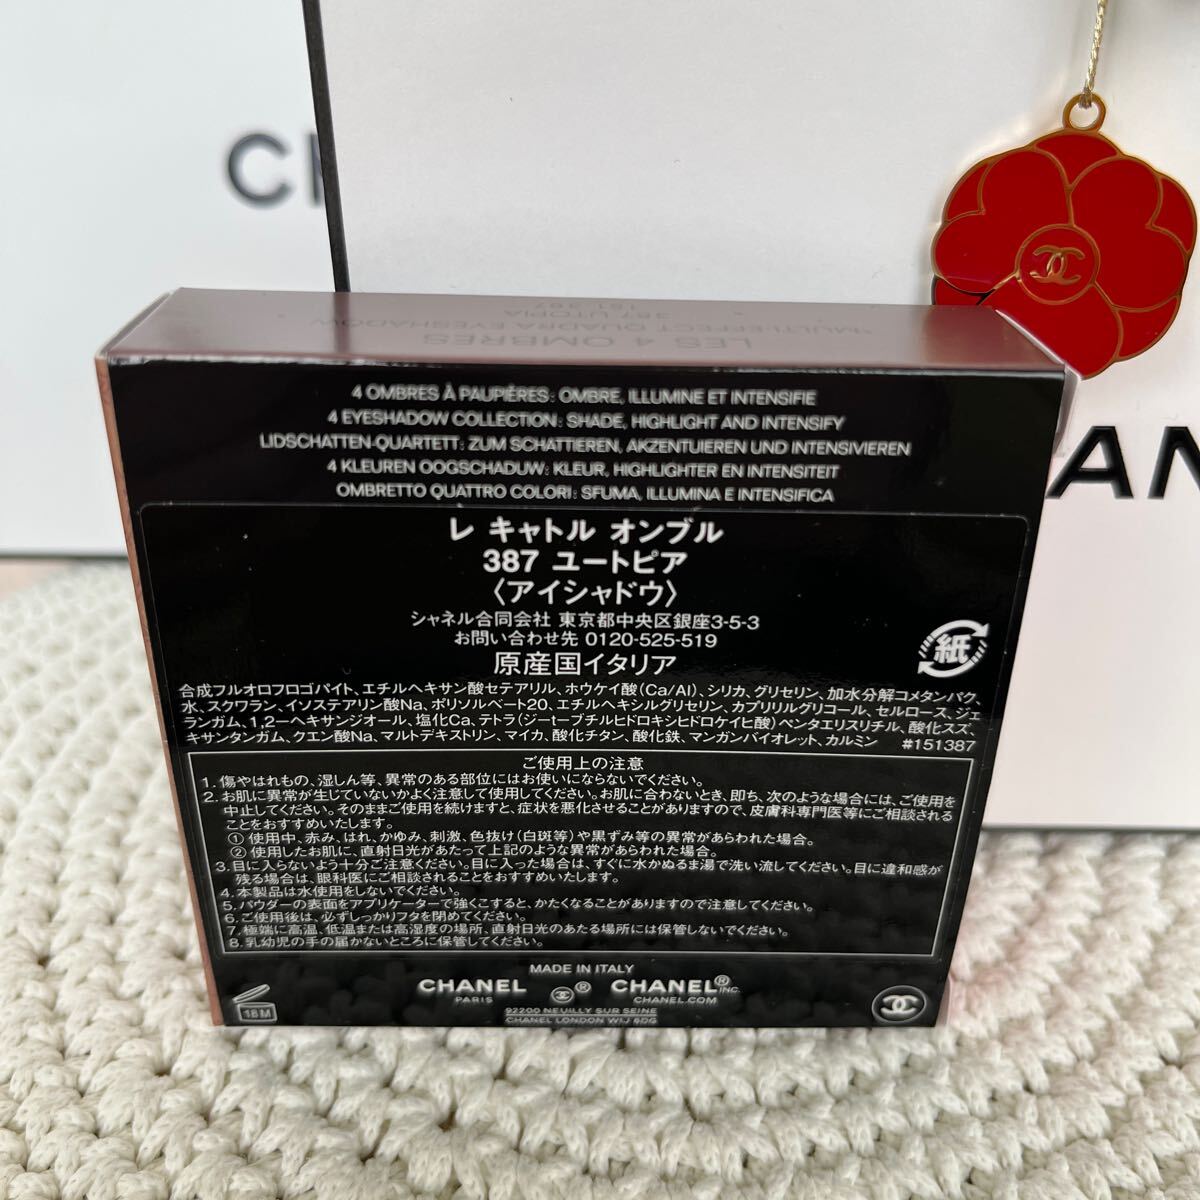 CH
HAN
LES 4 OMBRES
*MULTI-EFFECT QUADRA EYESHADOW
387 UTOPIA
151 387
4 OMBRES À PAUPIÈRES: OMBRE, ILLUMINE ET INTENSIFIE
4 EYESHADOW COLLECTION: SHADE, HIGHLIGHT AND INTENSIFY
LIDSCHATTEN-QUARTETT: ZUM SCHATTIEREN, AKZENTUIEREN UND INTENSIVIEREN
4 KLEUREN OOGSCHADUW: KLEUR, HIGHLIGHTER EN INTENSITEIT
OMBRETTO QUATTRO COLORI: SFUMA, ILLUMINA E INTENSIFICA
レ キャトル オンブル
387 ユートピア
〈アイシャドウ〉
シャネル合同会社 東京都中央区銀座3-5-3
お問い合わせ先 0120-525-519
原産国イタリア
紙
合成フルオロフロゴパイト、エチルヘキサン酸セテアリル、ホウケイ酸(Ca/Al)、シリカ、グリセリン、加水分解コメタンパク、
水、スクワラン、イソステアリン酸Na、ポリソルベート20、エチルヘキシルグリセリン、カプリリルグリコール、セルロース、ジェ
ランガム、1,2-ヘキサンジオール、塩化Ca、テトラ(ジ-t-ブチルヒドロキシヒドロケイヒ酸)ペンタエリスリチル、酸化スズ、
キサンタンガム、クエン酸Na、マルトデキストリン、マイカ、酸化チタン、酸化鉄、マンガンバイオレット、カルミン #151387
ご使用上の注意
1. 傷やはれもの、湿しん等、異常のある部位にはお使いにならないでください。
2. お肌に異常が生じていないかよく注意して使用してください。お肌に合わないとき、即ち、次のような場合には、ご使用を
中止してください。そのままご使用を続けますと、症状を悪化させることがありますので、皮膚科専門医等にご相談される
ことをおすすめいたします。
① 使用中、赤み、はれ、かゆみ、刺激、色抜け(白斑等)や黒ずみ等の異常があらわれた場合。
② 使用したお肌に、直射日光があたって上記のような異常があらわれた場合。
3. 目に入らないよう十分ご注意ください。目に入った場合は、すぐに水かぬるま湯で洗い流してください。目に違和感が
残る場合は、眼科医にご相談されることをおすすめいたします。
4. 本製品は水使用をしないでください。
5. パウダーの表面をアプリケーターで強くこすると、かたくなることがありますので注意してください。
6. ご使用後は、必ずしっかりフタを閉めてください。
7. 極端に高温、低温または高湿度の場所、直射日光のあたる場所には保管しないでください。
8. 乳幼児の手の届かないところに保管してください。
MADE IN ITALY
CHANEL ® CHANEL® INC.
PARIS CHANEL.COM
92200 NEUILLY SUR SEINE
CHANEL LONDON W1J 6DG
18M